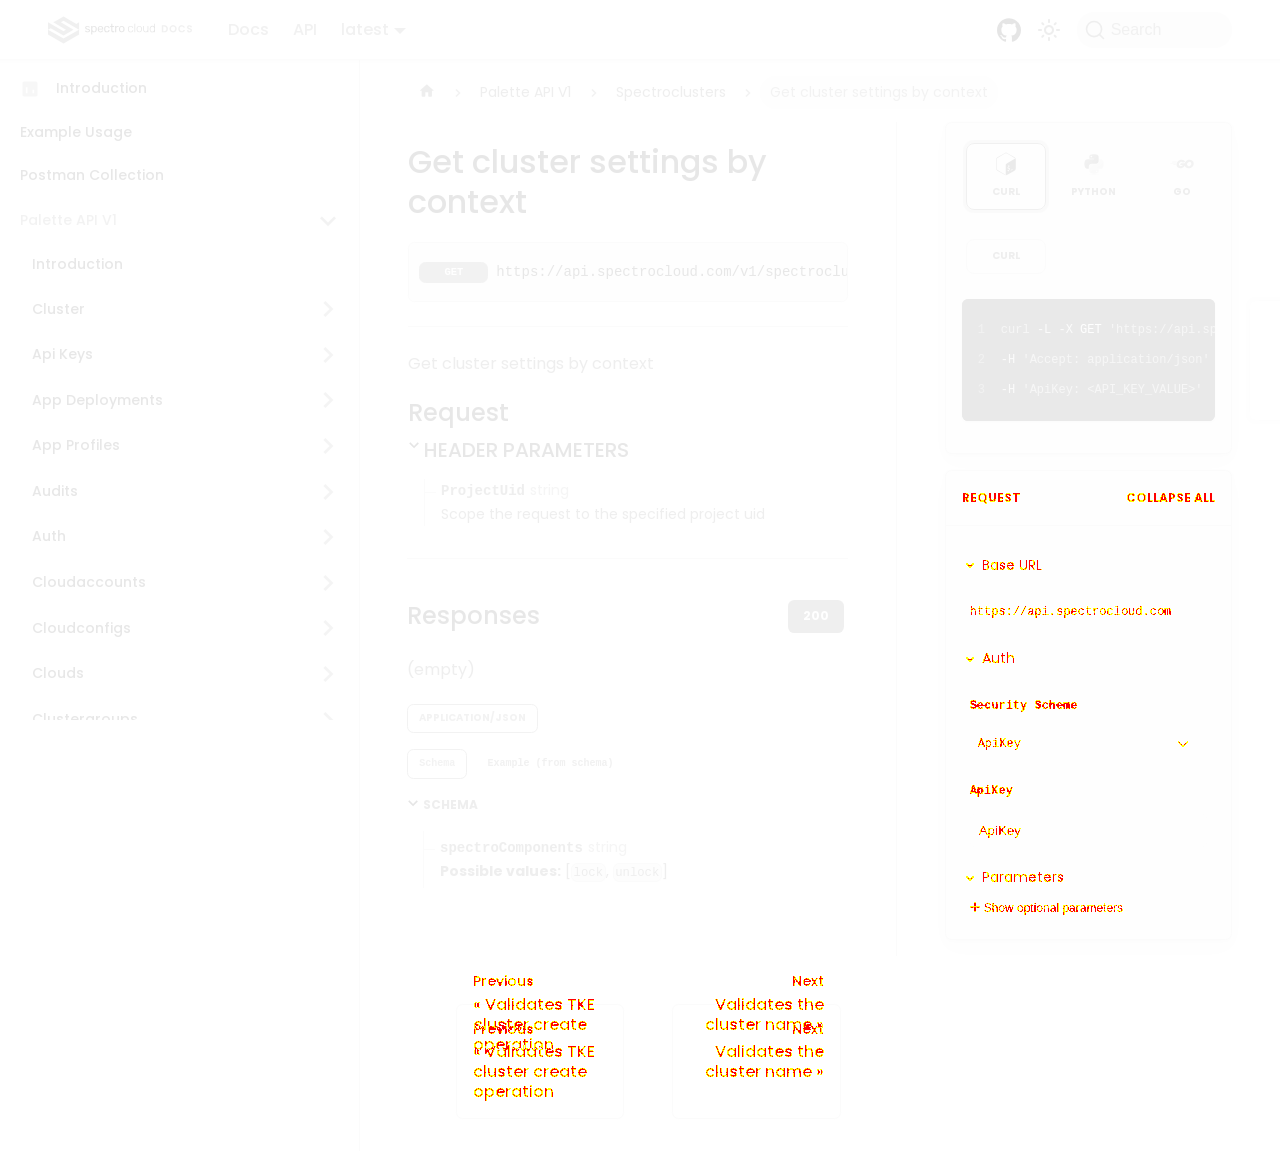 spectro cloud DOCS
Docs API latest
Search
Introduction
Example Usage
Postman Collection
Palette API V1
Introduction
Cluster
Api Keys
App Deployments
App Profiles
Audits
Auth
Cloudaccounts
Cloudconfigs
Clouds
Clustergroups
Palette API V1 Spectroclusters Get cluster settings by context
Get cluster settings by
context
GET https://api.spectrocloud.com/v1/spectroclu
Get cluster settings by context
Request
HEADER PARAMETERS
ProjectUid string
Scope the request to the specified project uid
Responses
200
(empty)
APPLICATION/JSON
Schema Example (from schema)
SCHEMA
spectroComponents string
Possible values: [lock, unlock]
Previous
« Validates TKE
cluster create
operation
Next
Validates the
cluster name »
Previous
« Validates TKE
cluster create
operation
Next
Validates the
cluster name »
CURL PYTHON GO
CURL
1 curl -L -X GET 'https://api.sp
2 -H 'Accept: application/json'
3 -H 'ApiKey: <API_KEY_VALUE>'
REQUEST COLLAPSE ALL
Base URL
https://api.spectrocloud.com
Auth
Security Scheme
ApiKey
ApiKey
ApiKey
Parameters
Show optional parameters